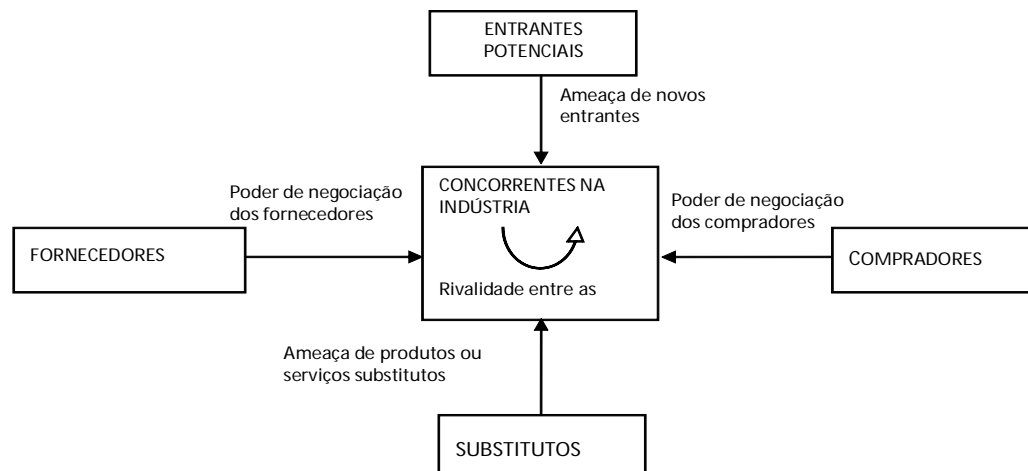 ENTRANTES
POTENCIAIS
Ameaça de novos
entrantes
Poder de negociação
dos fornecedores
CONCORRENTES NA
INDÚSTRIA
Poder de negociação
dos compradores
FORNECEDORES
COMPRADORES
Rivalidade entre as
Ameaça de produtos ou
serviços substitutos
SUBSTITUTOS